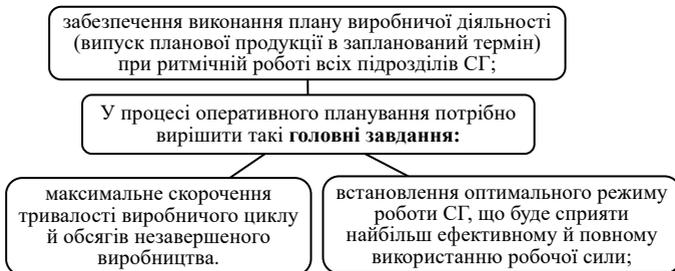 забезпечення виконання плану виробничої діяльності
(випуск планової продукції в запланований термін)
при ритмічній роботі всіх підрозділів СГ;
У процесі оперативного планування потрібно
вирішити такі головні завдання:
максимальне скорочення
тривалості виробничого циклу
й обсягів незавершеного
виробництва.
встановлення оптимального режиму
роботи СГ, що буде сприяти
найбільш ефективному й повному
використанню робочої сили;